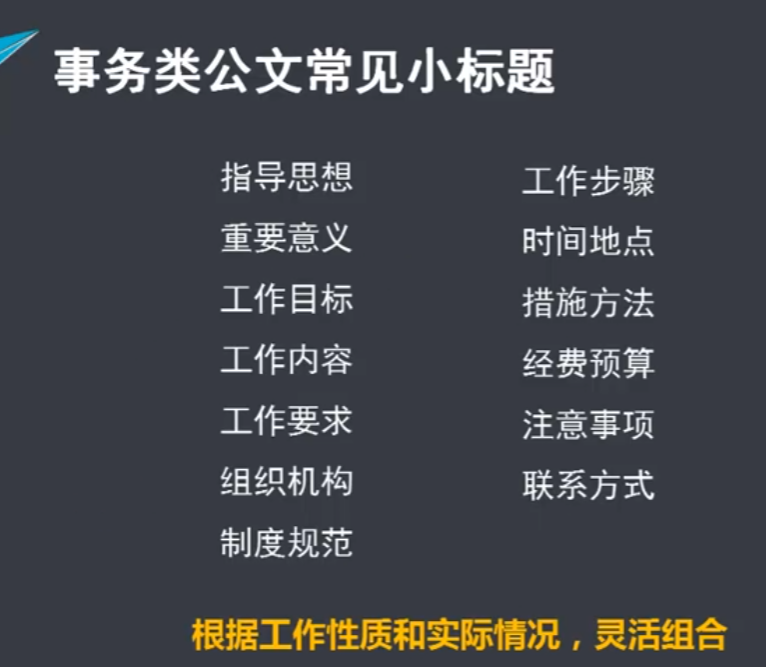 事务类公文常见小标题
指导思想
重要意义
工作目标
工作内容
工作要求
组织机构
制度规范
工作步骤
时间地点
措施方法
经费预算
注意事项
联系方式
根据工作性质和实际情况，灵活组合